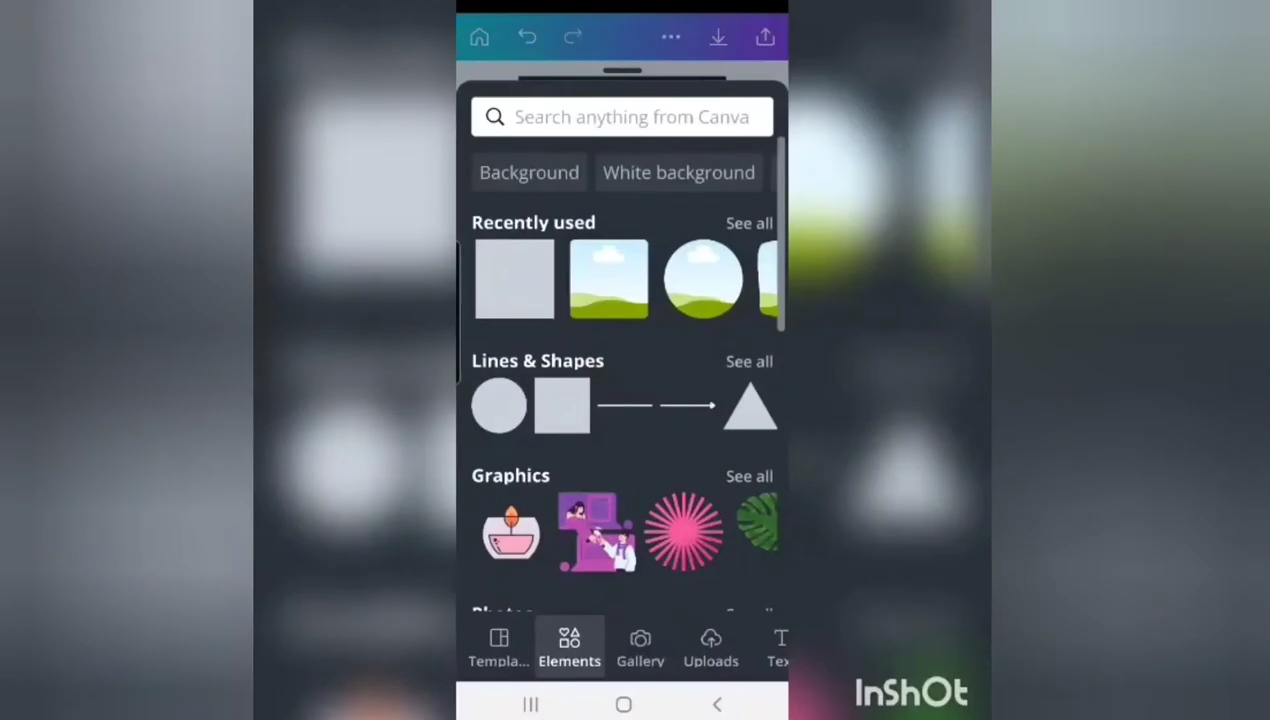 Search anything from Canva
Background White background
Recently used See all
Lines & Shapes See all
Graphics See all
Templa... Elements Gallery Uploads
InShOt